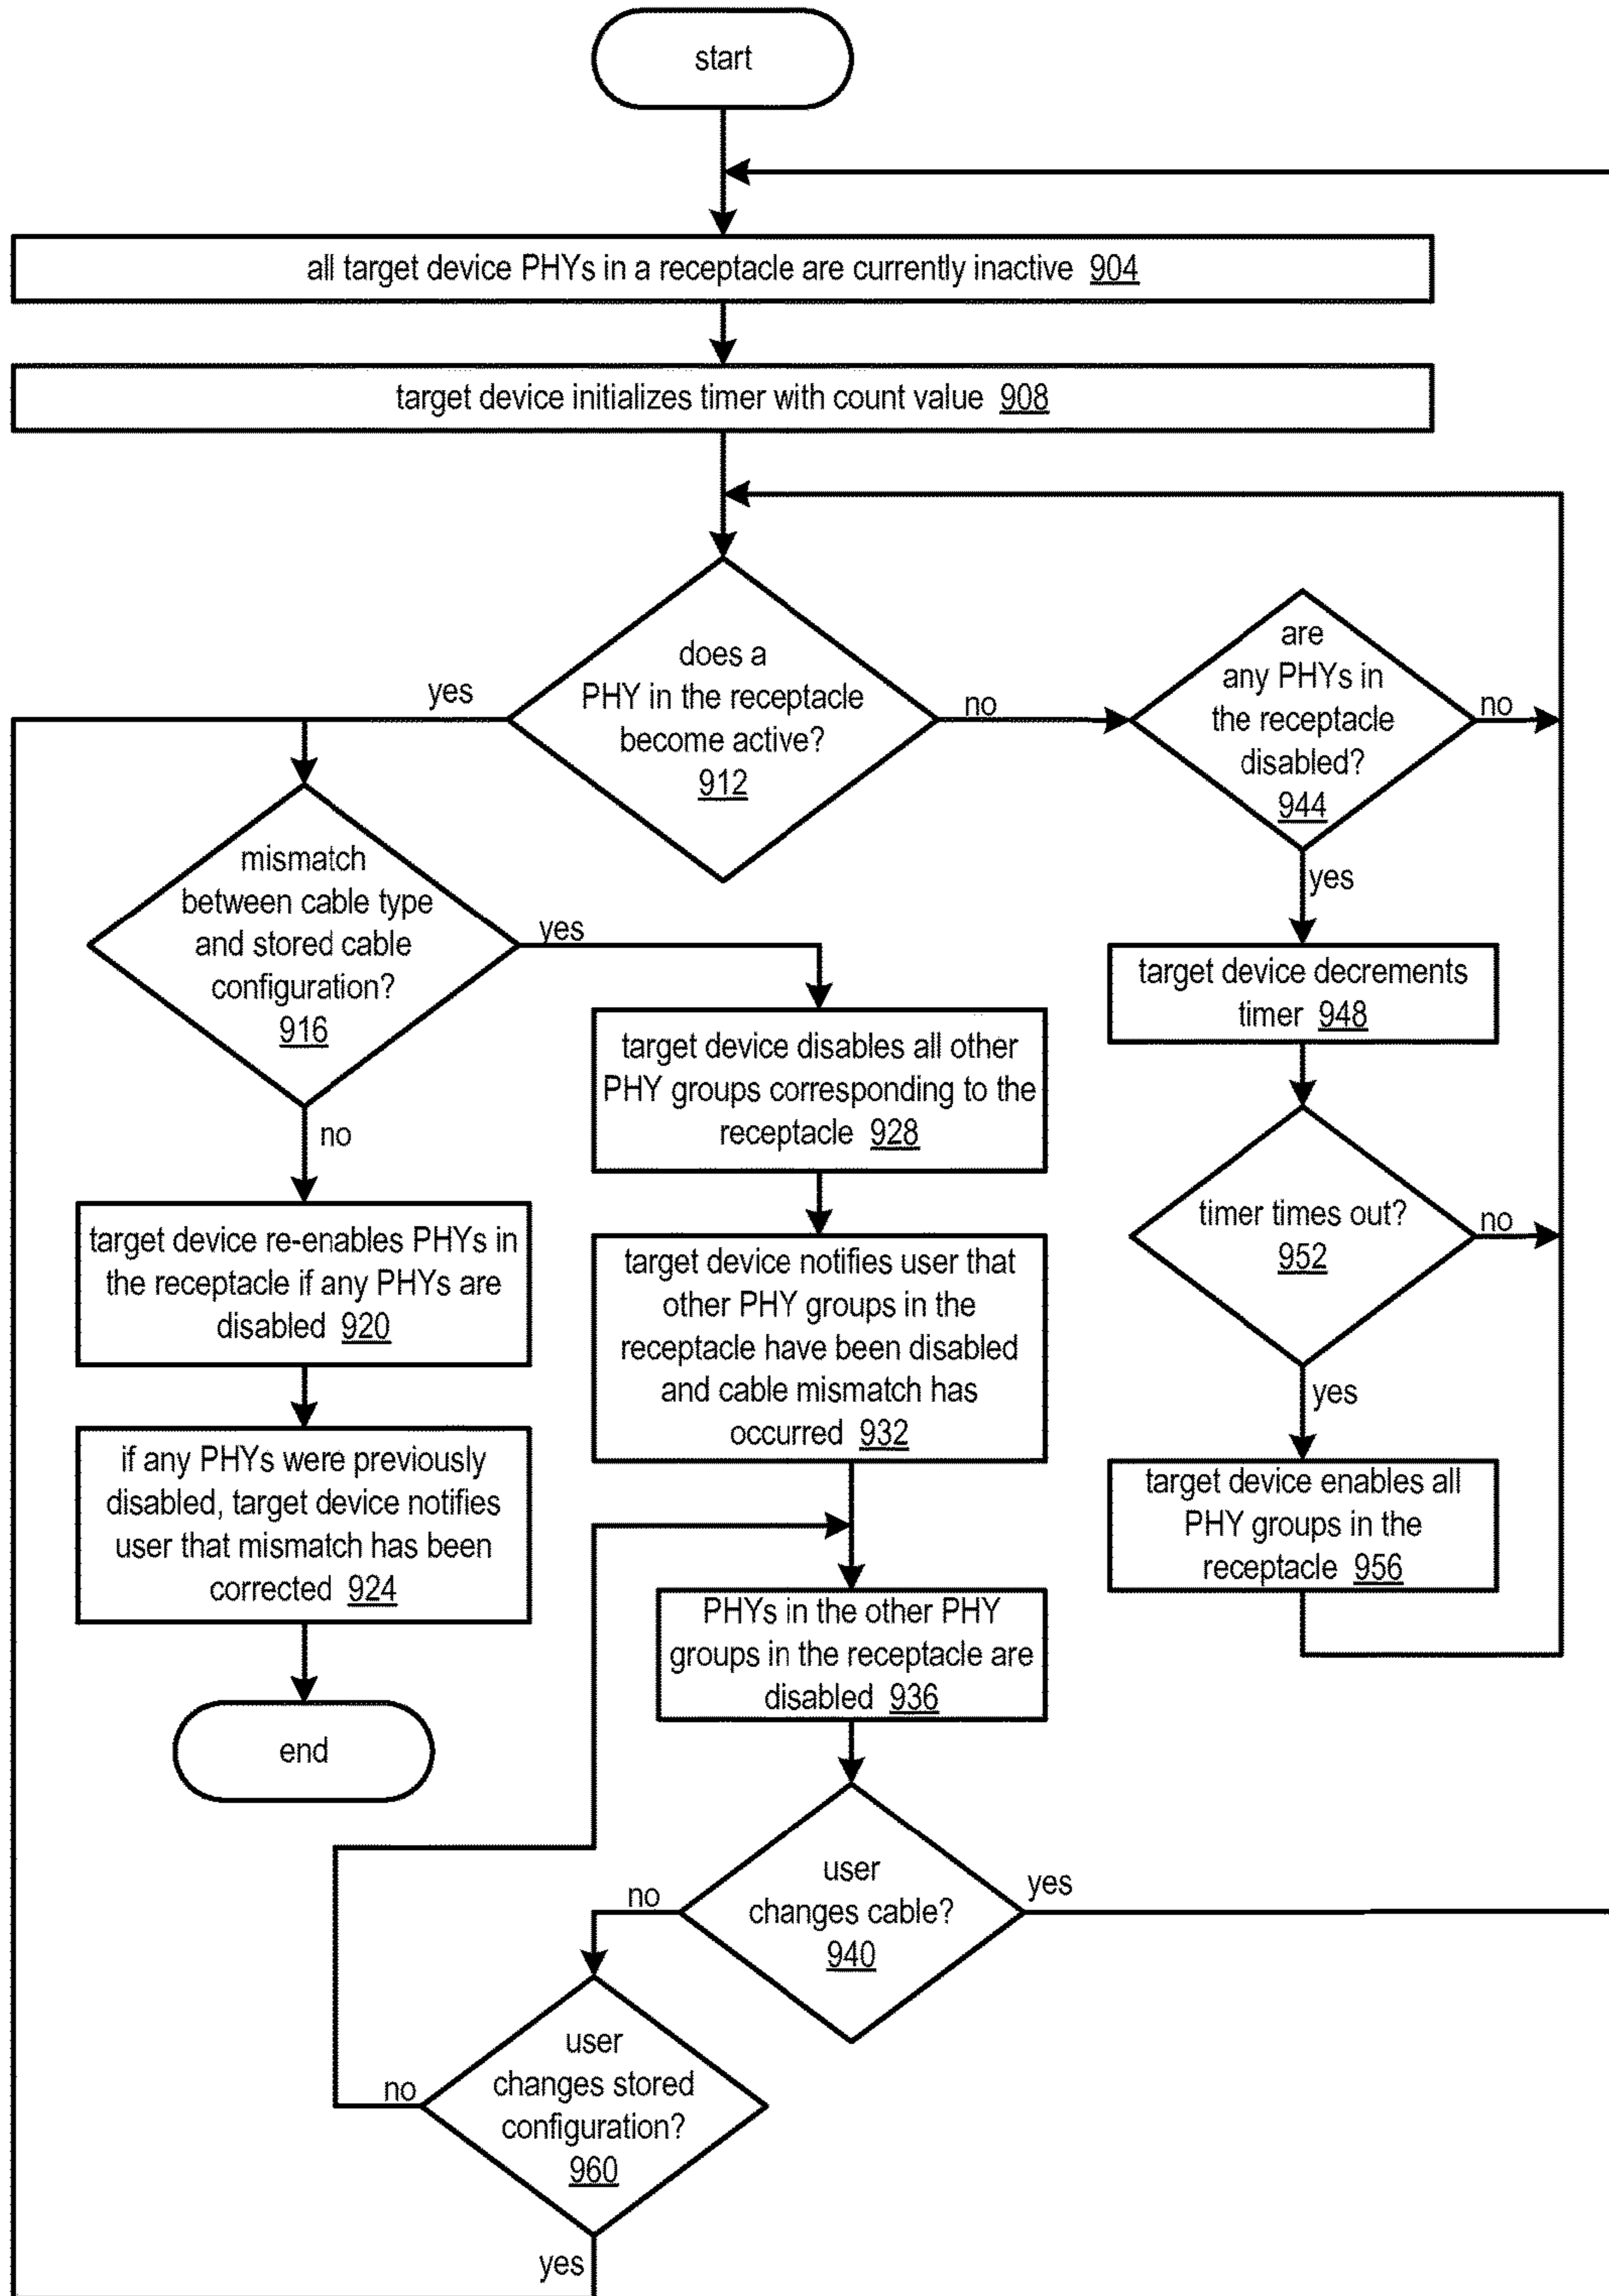 start
all target device PHYs in a receptacle are currently inactive 904
target device initializes timer with count value 908
does a
PHY in the receptacle
become active?
912
yes
no
are
any PHYs in
the receptacle
disabled?
944
no
yes
mismatch
between cable type
and stored cable
configuration?
916
yes
no
target device decrements
timer 948
target device disables all other
PHY groups corresponding to the
receptacle 928
timer times out?
952
no
yes
target device re-enables PHYs in
the receptacle if any PHYs are
disabled 920
target device notifies user that
other PHY groups in the
receptacle have been disabled
and cable mismatch has
occurred 932
if any PHYs were previously
disabled, target device notifies
user that mismatch has been
corrected 924
target device enables all
PHY groups in the
receptacle 956
PHYs in the other PHY
groups in the receptacle are
disabled 936
end
user
changes cable?
940
no
yes
user
changes stored
configuration?
960
no
yes